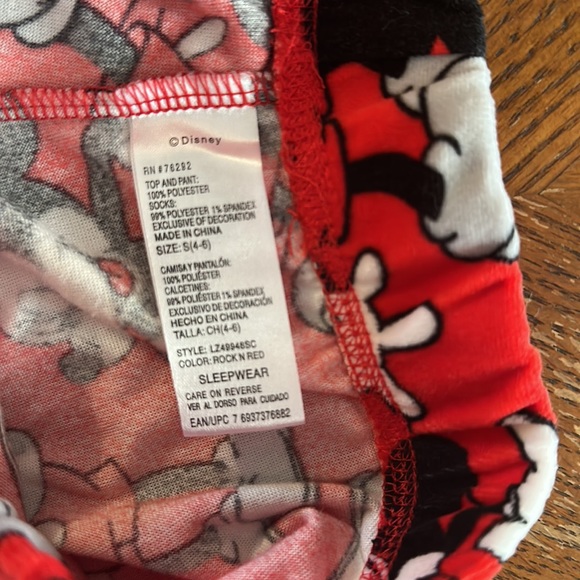 © Disney
RN #76292
TOP AND PANT:
100% POLYESTER
SOCKS:
99% POLYESTER 1% SPANDEX
EXCLUSIVE OF DECORATION
MADE IN CHINA
SIZE: S(4-6)
CAMISA Y PANTALÓN:
100% POLIÉSTER
CALCETINES:
99% POLIÉSTER 1% SPANDEX
EXCLUSIVO DE DECORACIÓN
HECHO EN CHINA
TALLA: CH(4-6)
STYLE: LZ49948SC
COLOR: ROCK N RED
SLEEPWEAR
CARE ON REVERSE
VER AL DORSO PARA CUIDADO
EAN/UPC 7 6937376882